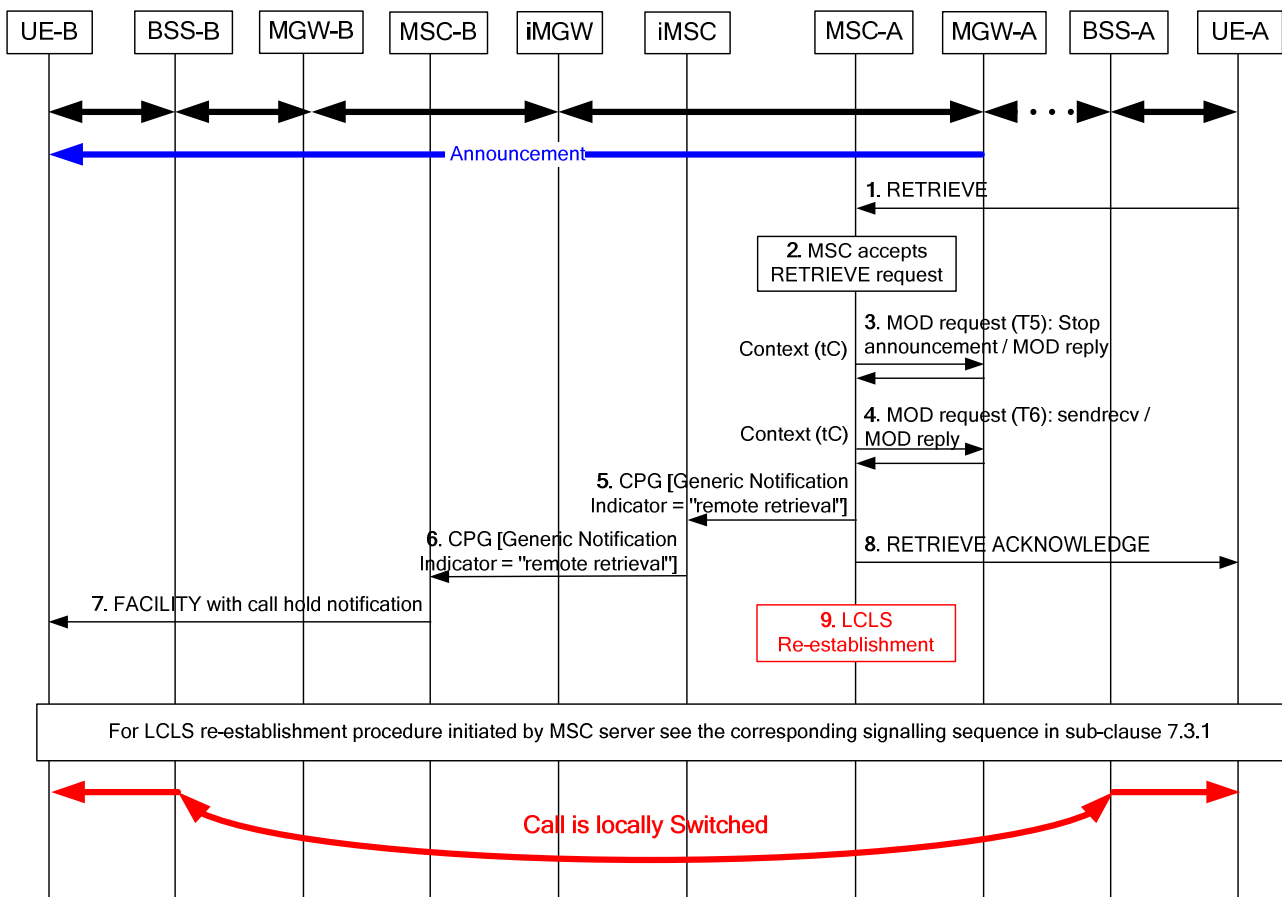 UE-B
BSS-B
MGW-B
MSC-B
iMGW
iMSC
MSC-A
MGW-A
BSS-A
UE-A
Announcement
1. RETRIEVE
2. MSC accepts
RETRIEVE request
3. MOD request (T5): Stop
announcement / MOD reply
Context (tC)
4. MOD request (T6): sendrecv /
MOD reply
Context (tC)
5. CPG [Generic Notification
Indicator = "remote retrieval"]
6. CPG [Generic Notification
Indicator = "remote retrieval"]
8. RETRIEVE ACKNOWLEDGE
7. FACILITY with call hold notification
9. LCLS
Re-establishment
For LCLS re-establishment procedure initiated by MSC server see the corresponding signalling sequence in sub-clause 7.3.1
Call is locally Switched